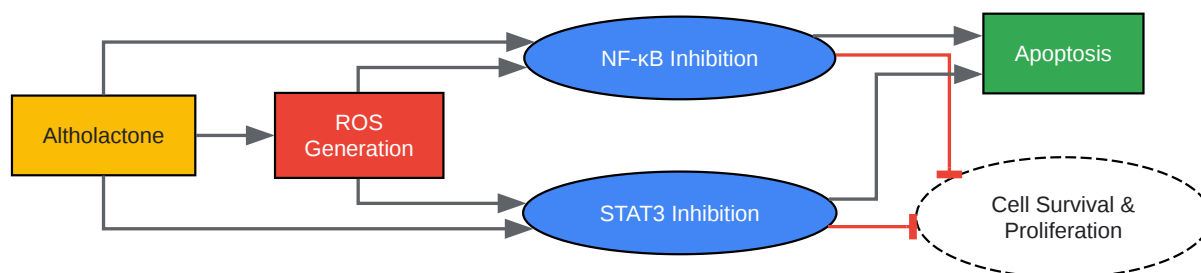 Altholactone
ROS
Generation
NF-κB Inhibition
STAT3 Inhibition
Apoptosis
Cell Survival &
Proliferation